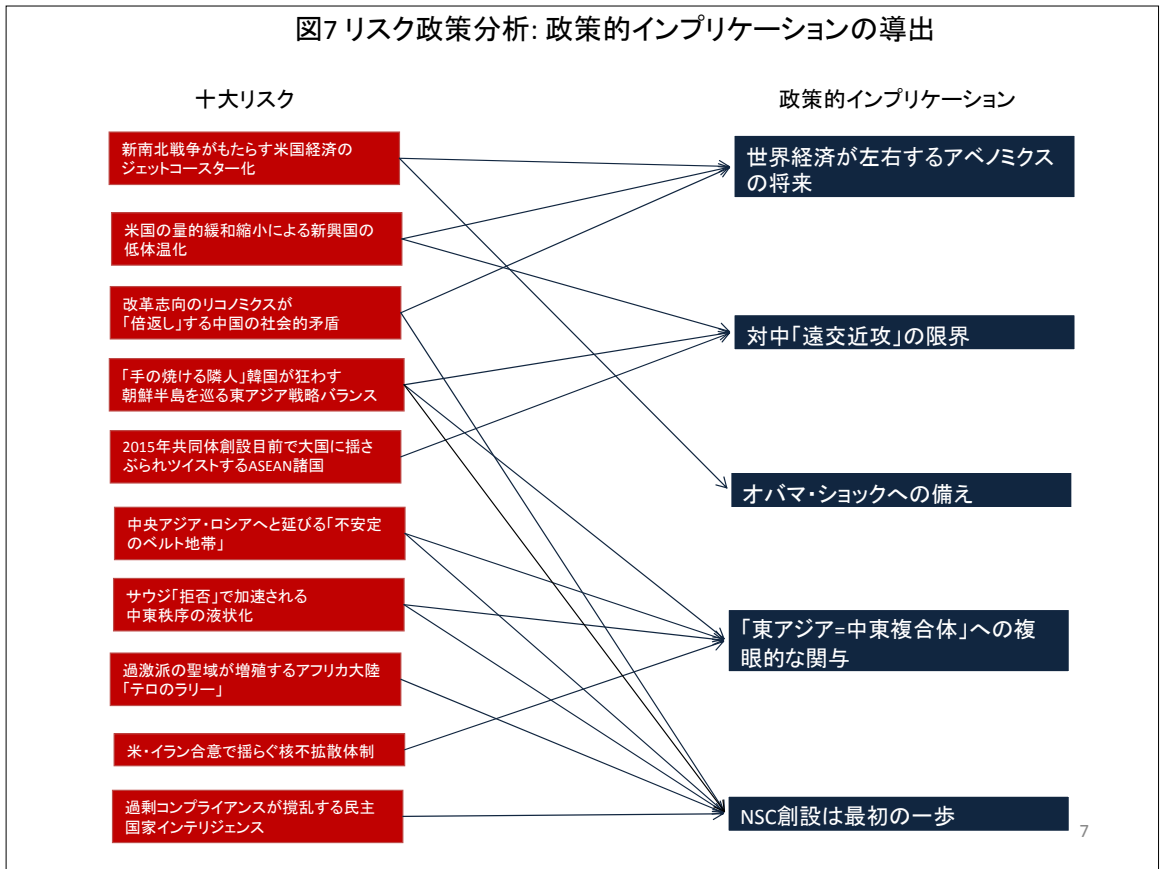 図7 リスク政策分析: 政策的インプリケーションの導出
十大リスク
新南北戦争がもたらす米国経済の
ジェットコースター化
米国の量的緩和縮小による新興国の
低体温化
改革志向のリコノミクスが
「倍返し」する中国の社会的矛盾
「手の焼ける隣人」韓国が狂わす
朝鮮半島を巡る東アジア戦略バランス
2015年共同体創設目前で大国に揺さ
ぶられツイストするASEAN諸国
中央アジア・ロシアへと延びる「不安定
のベルト地帯」
サウジ「拒否」で加速される
中東秩序の液状化
過激派の聖域が増殖するアフリカ大陸
「テロのラリー」
米・イラン合意で揺らぐ核不拡散体制
過剰コンプライアンスが撹乱する民主
国家インテリジェンス
政策的インプリケーション
世界経済が左右するアベノミクス
の将来
対中「遠交近攻」の限界
オバマ・ショックへの備え
「東アジア=中東複合体」への複
眼的な関与
NSC創設は最初の一歩
7